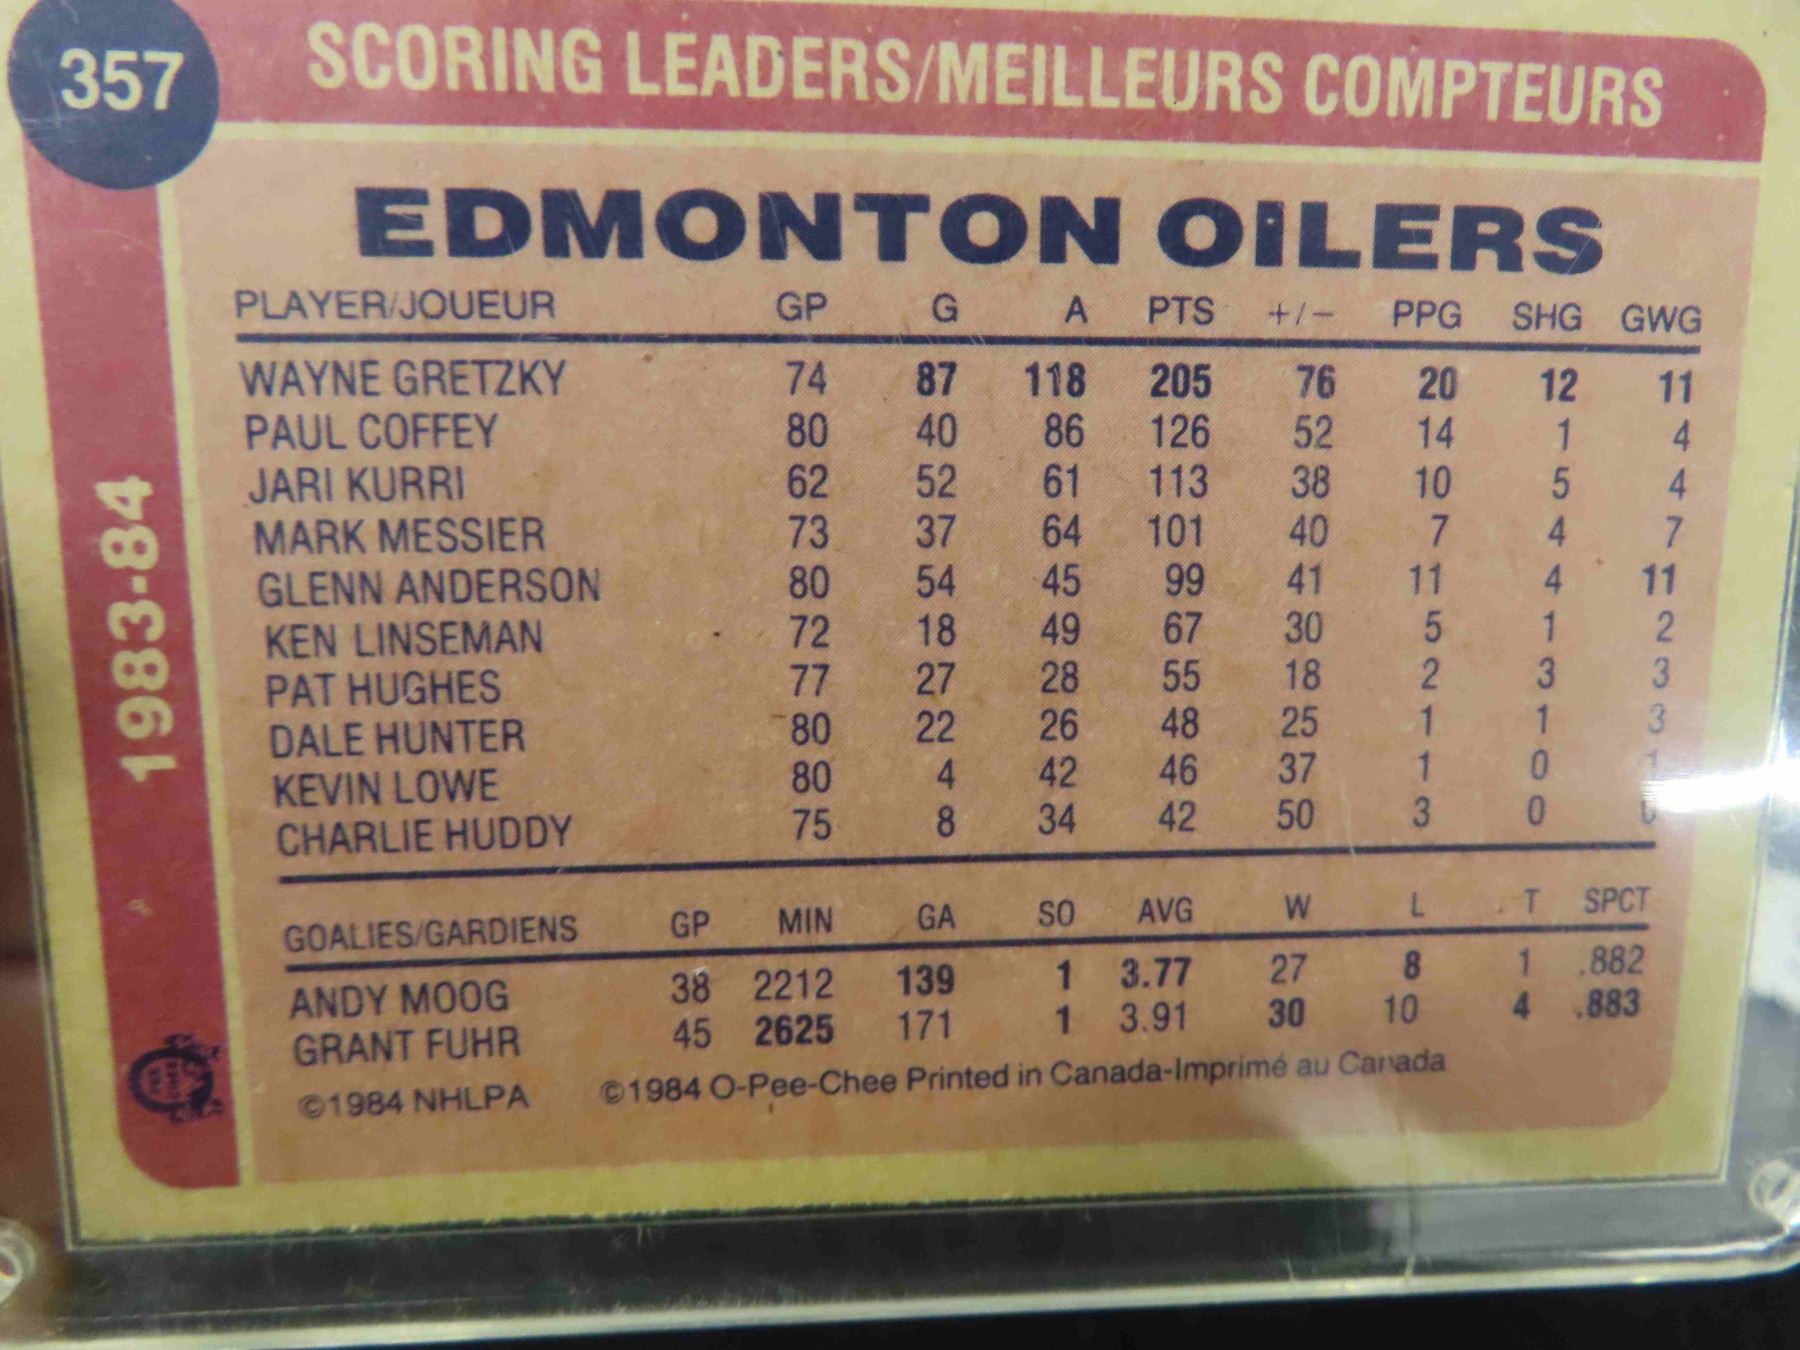 357
SCORING LEADERS/MEILLEURS COMPTEURS
1983-84
EDMONTON OILERS
PLAYER/JOUEUR GP G A PTS +/- PPG SHG GWG
WAYNE GRETZKY 74 87 118 205 76 20 12 11
PAUL COFFEY 80 40 86 126 52 14 1 4
JARI KURRI 62 52 61 113 38 10 5 4
MARK MESSIER 73 37 64 101 40 7 4 7
GLENN ANDERSON 80 54 45 99 41 11 4 11
KEN LINSEMAN 72 18 49 67 30 5 1 2
PAT HUGHES 77 27 28 55 18 2 3 3
DALE HUNTER 80 22 26 48 25 1 1 3
KEVIN LOWE 80 4 42 46 37 1 0 1
CHARLIE HUDDY 75 8 34 42 50 3 0
GOALIES/GARDIENS GP MIN GA SO AVG W L T SPCT
ANDY MOOG 38 2212 139 1 3.77 27 8 1 .882
GRANT FUHR 45 2625 171 1 3.91 30 10 4 .883
©1984 NHLPA ©1984 O-Pee-Chee Printed in Canada-Imprimé au Canada